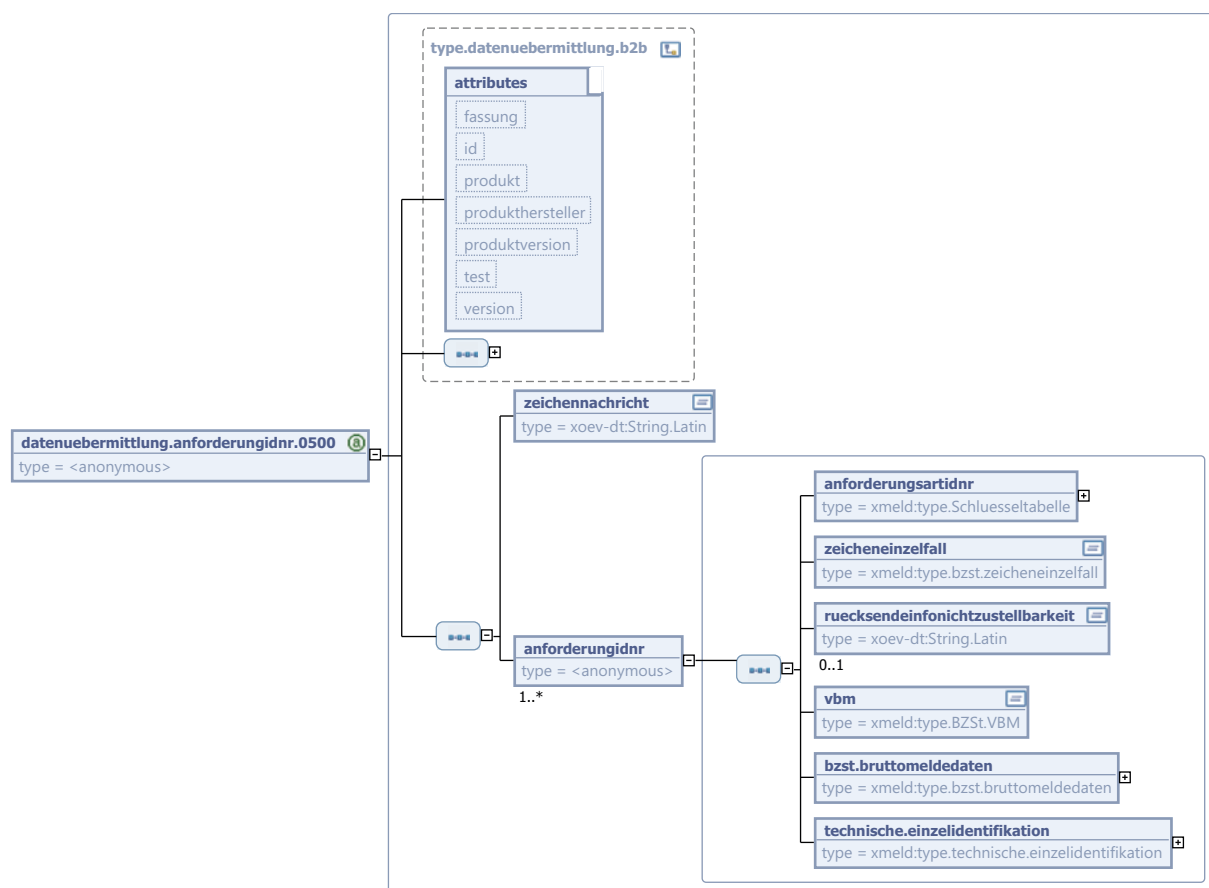 type.datenuebermittlung.b2b
attributes
fassung
id
produkt
produkthersteller
produktversion
test
version
datenuebermittlung.anforderungidnr.0500
type = <anonymous>
zeichennachricht
type = xoev-dt:String.Latin
anforderungidnr
type = <anonymous>
1..*
anforderungsartidnr
type = xmeld:type.Schluesseltabelle
zeicheneinzelfall
type = xmeld:type.bzst.zeicheneinzelfall
ruecksendeinfonichtzustellbarkeit
type = xoev-dt:String.Latin
0..1
vbm
type = xmeld:type.BZSt.VBM
bzst.bruttomeldedaten
type = xmeld:type.bzst.bruttomeldedaten
technische.einzelidentifikation
type = xmeld:type.technische.einzelidentifikation